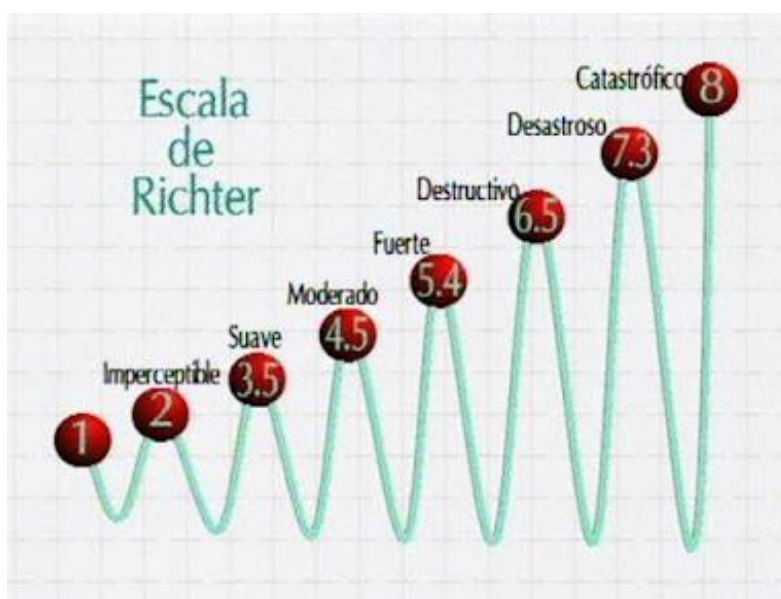 Escala
de
Richter
1
Imperceptible
2
Suave
3.5
Moderado
4.5
Fuerte
5.4
Destructivo
6.5
Desastroso
7.3
Catastrófico
8